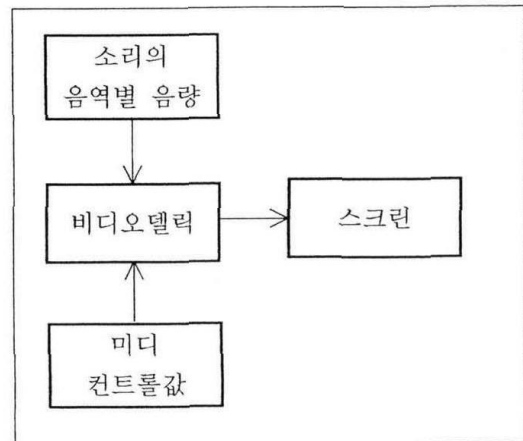 소리의
음역별 음량
비디오델릭
스크린
미디
컨트롤값